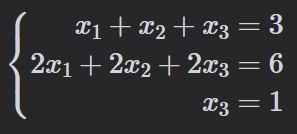 x₁ + x₂ + x₃ = 3
2x₁ + 2x₂ + 2x₃ = 6
x₃ = 1